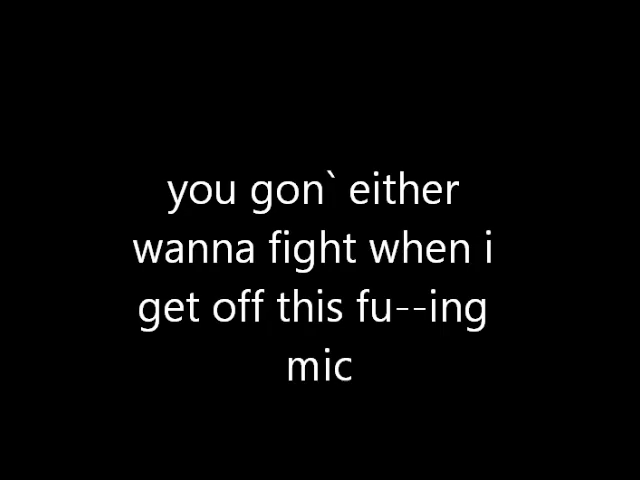 you gon` either
wanna fight when i
get off this fu--ing
mic